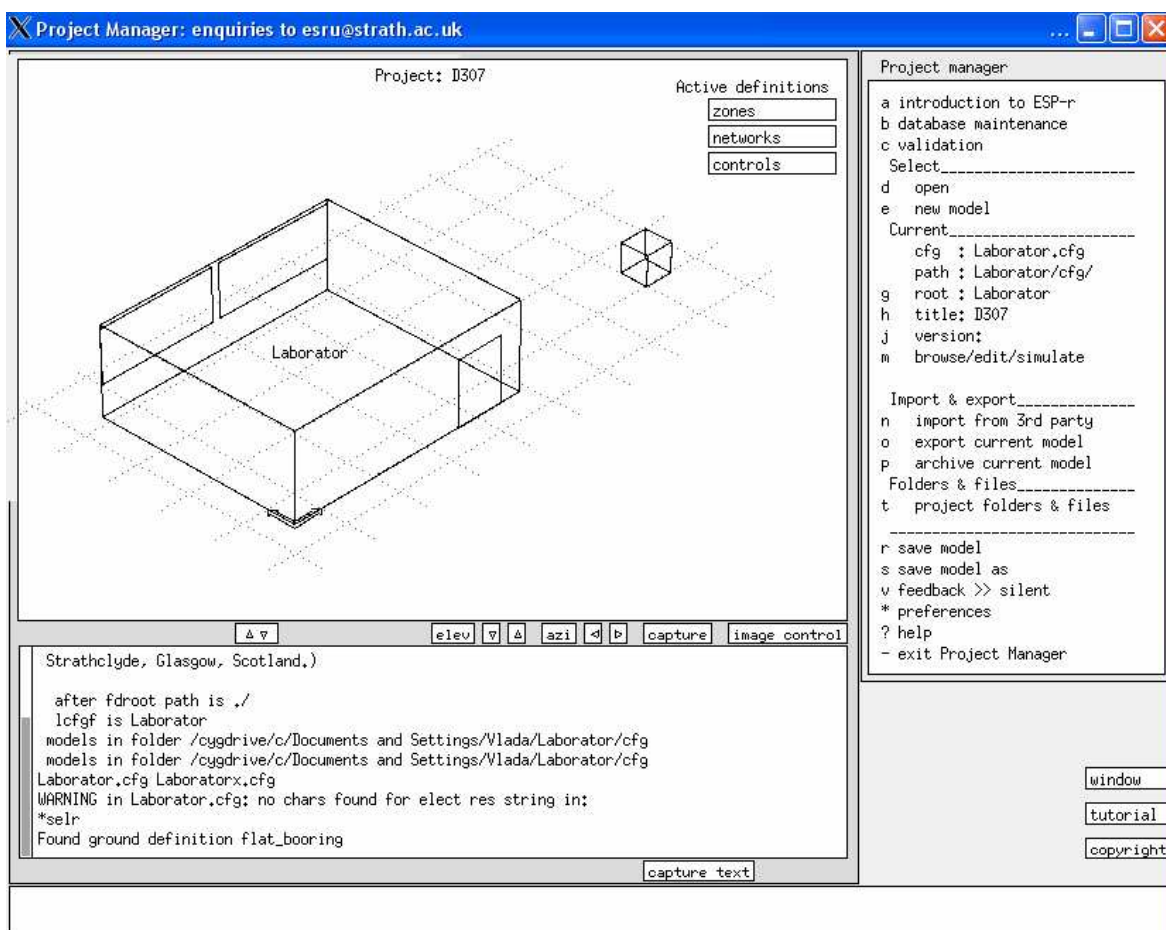 Project Manager: enquiries to esru@strath.ac.uk
...
Project: D307
Active definitions
zones
networks
controls
Laborator
elev
azi
capture
image control
Strathclyde, Glasgow, Scotland.)
after fdroot path is ./
lcfgf is Laborator
models in folder /cygdrive/c/Documents and Settings/Vlada/Laborator/cfg
models in folder /cygdrive/c/Documents and Settings/Vlada/Laborator/cfg
Laborator.cfg Laboratorx.cfg
WARNING in Laborator.cfg: no chars found for elect res string in:
*selr
Found ground definition flat_booring
capture text
Project manager
a introduction to ESP-r
b database maintenance
c validation
Select________________________
d open
e new model
Current_______________________
cfg : Laborator.cfg
path : Laborator/cfg/
g root : Laborator
h title: D307
j version:
m browse/edit/simulate
Import & export______________
n import from 3rd party
o export current model
p archive current model
Folders & files______________
t project folders & files
r save model
s save model as
v feedback >> silent
* preferences
? help
- exit Project Manager
window
tutorial
copyright